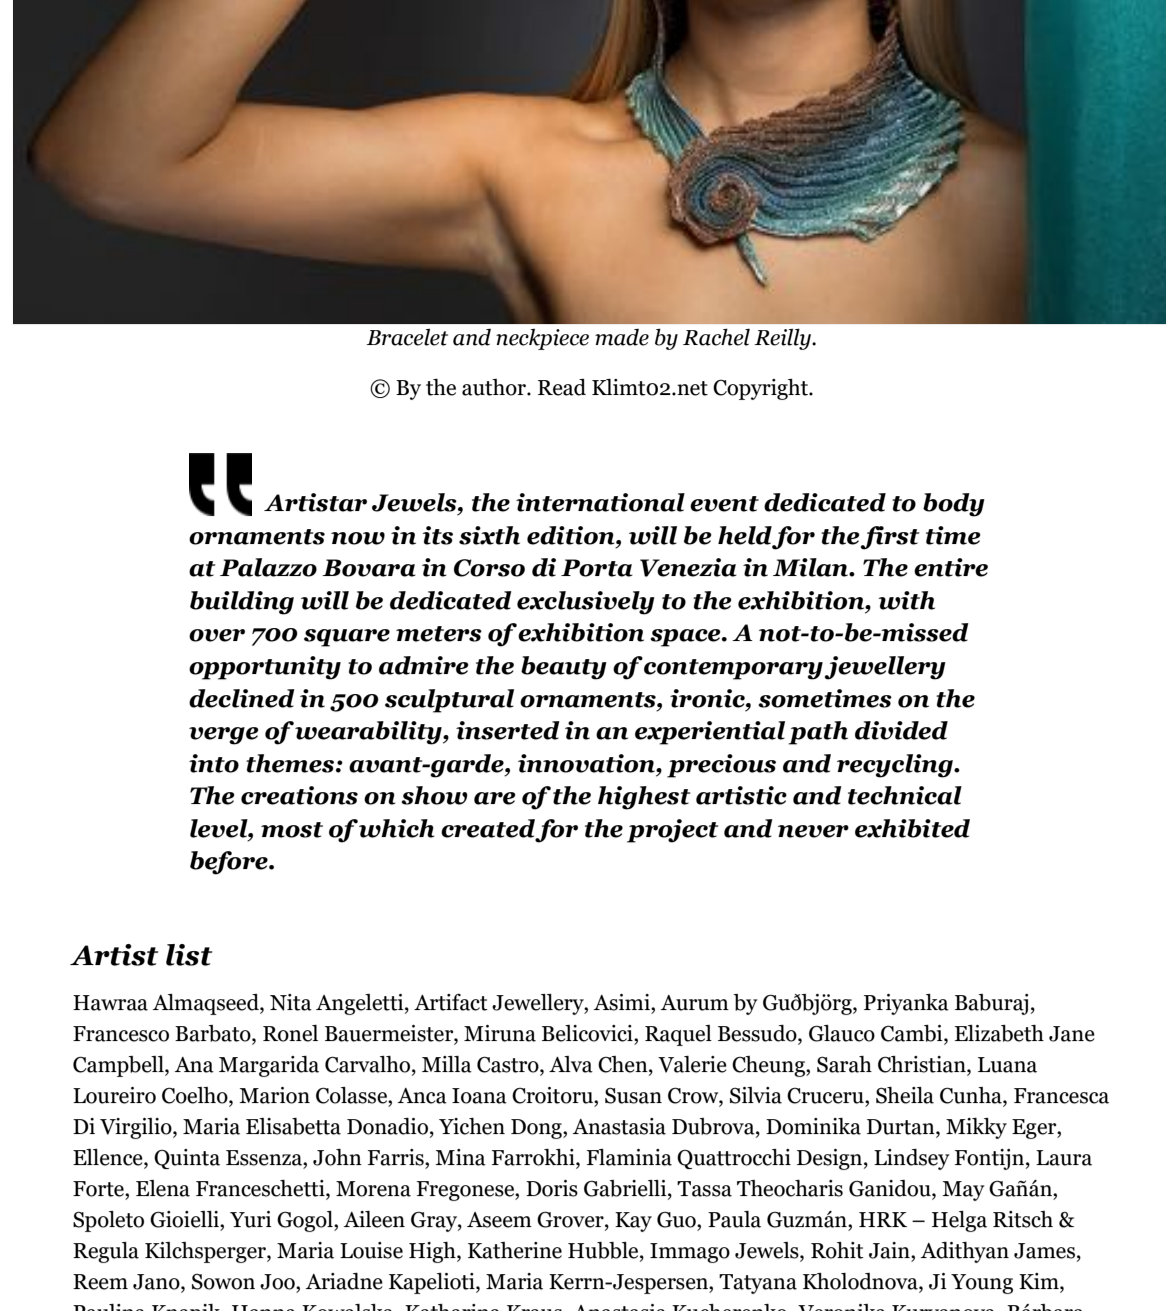 Bracelet and neckpiece made by Rachel Reilly.
© By the author. Read Klimt02.net Copyright.
Artistar Jewels, the international event dedicated to body
ornaments now in its sixth edition, will be held for the first time
at Palazzo Bovara in Corso di Porta Venezia in Milan. The entire
building will be dedicated exclusively to the exhibition, with
over 700 square meters of exhibition space. A not-to-be-missed
opportunity to admire the beauty of contemporary jewellery
declined in 500 sculptural ornaments, ironic, sometimes on the
verge of wearability, inserted in an experiential path divided
into themes: avant-garde, innovation, precious and recycling.
The creations on show are of the highest artistic and technical
level, most of which created for the project and never exhibited
before.
Artist list
Hawraa Almaqseed, Nita Angeletti, Artifact Jewellery, Asimi, Aurum by Guðbjörg, Priyanka Baburaj,
Francesco Barbato, Ronel Bauermeister, Miruna Belicovici, Raquel Bessudo, Glauco Cambi, Elizabeth Jane
Campbell, Ana Margarida Carvalho, Milla Castro, Alva Chen, Valerie Cheung, Sarah Christian, Luana
Loureiro Coelho, Marion Colasse, Anca Ioana Croitoru, Susan Crow, Silvia Cruceru, Sheila Cunha, Francesca
Di Virgilio, Maria Elisabetta Donadio, Yichen Dong, Anastasia Dubrova, Dominika Durtan, Mikky Eger,
Ellence, Quinta Essenza, John Farris, Mina Farrokhi, Flaminia Quattrocchi Design, Lindsey Fontijn, Laura
Forte, Elena Franceschetti, Morena Fregonese, Doris Gabrielli, Tassa Theocharis Ganidou, May Gañán,
Spoleto Gioielli, Yuri Gogol, Aileen Gray, Aseem Grover, Kay Guo, Paula Guzmán, HRK – Helga Ritsch &
Regula Kilchsperger, Maria Louise High, Katherine Hubble, Immago Jewels, Rohit Jain, Adithyan James,
Reem Jano, Sowon Joo, Ariadne Kapelioti, Maria Kerrn-Jespersen, Tatyana Kholodnova, Ji Young Kim,